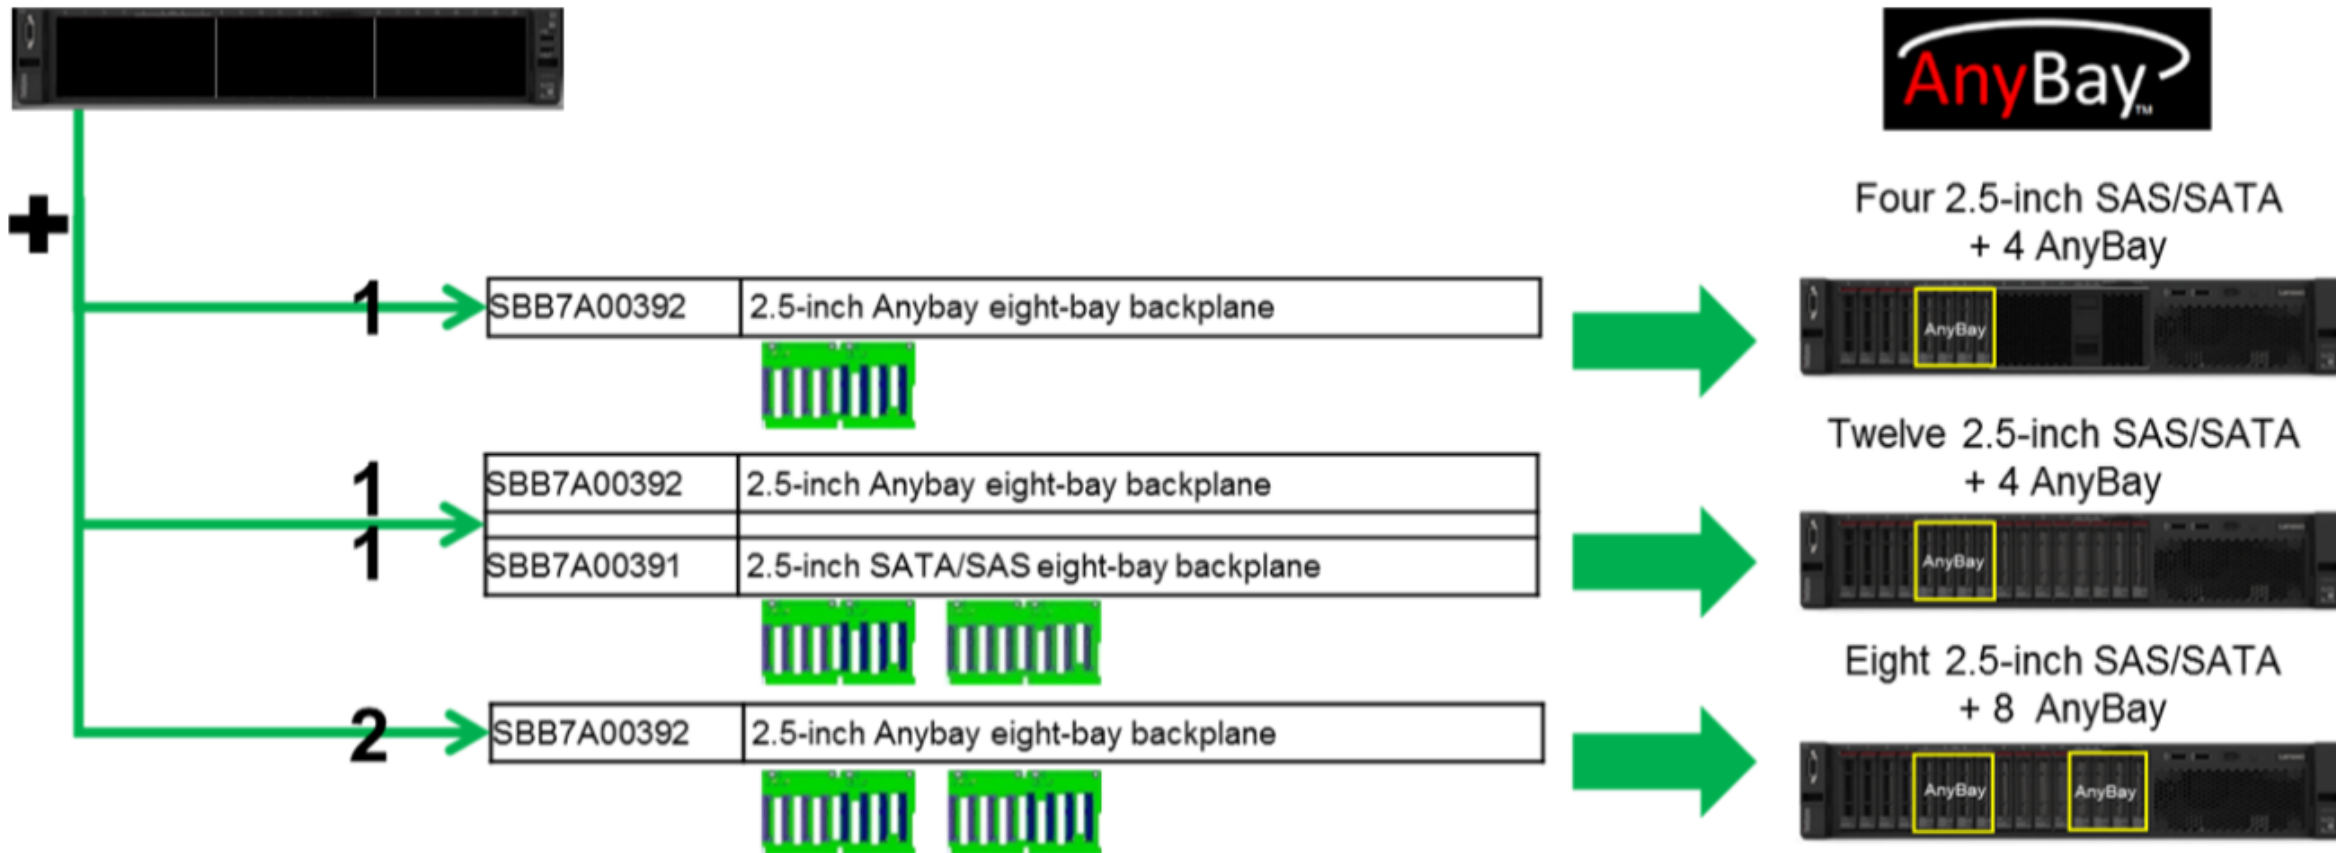 AnyBay™
+
Four 2.5-inch SAS/SATA
+ 4 AnyBay
1
SBB7A00392 2.5-inch Anybay eight-bay backplane
AnyBay
Twelve 2.5-inch SAS/SATA
+ 4 AnyBay
1
SBB7A00392 2.5-inch Anybay eight-bay backplane
1
SBB7A00391 2.5-inch SATA/SAS eight-bay backplane
AnyBay
Eight 2.5-inch SAS/SATA
+ 8 AnyBay
2
SBB7A00392 2.5-inch Anybay eight-bay backplane
AnyBay AnyBay